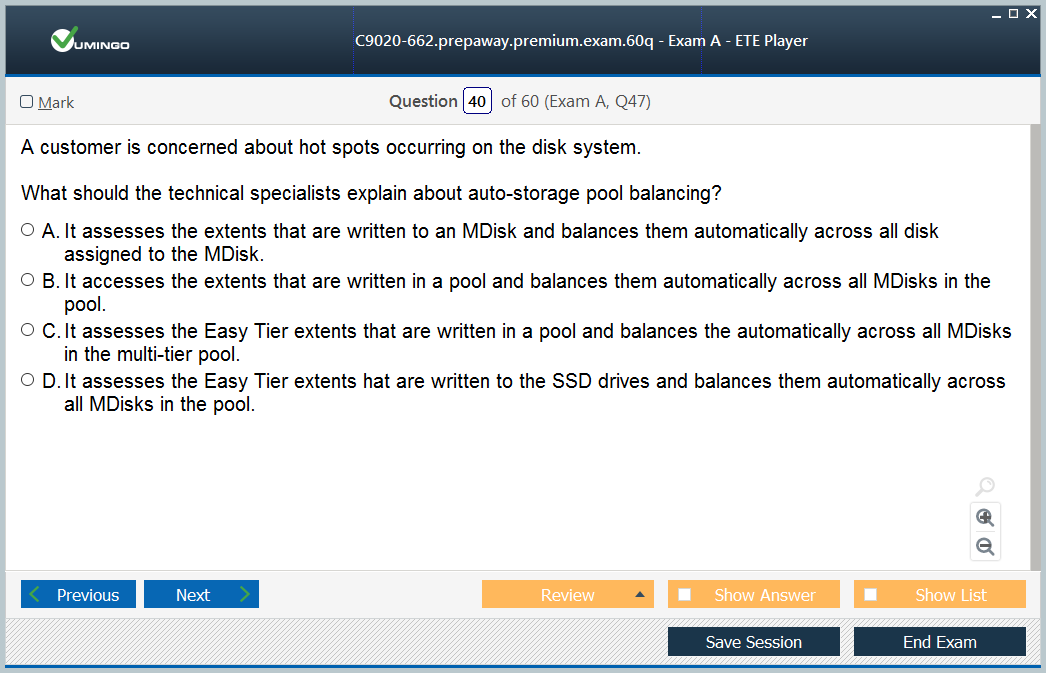 VUMINGO
C9020-662.prepaway.premium.exam.60q - Exam A - ETE Player
Mark
Question 40 of 60 (Exam A, Q47)
A customer is concerned about hot spots occurring on the disk system.
What should the technical specialists explain about auto-storage pool balancing?
A. It assesses the extents that are written to an MDisk and balances them automatically across all disk
assigned to the MDisk.
B. It accesses the extents that are written in a pool and balances them automatically across all MDisks in the
pool.
C. It assesses the Easy Tier extents that are written in a pool and balances the automatically across all MDisks
in the multi-tier pool.
D. It assesses the Easy Tier extents hat are written to the SSD drives and balances them automatically across
all MDisks in the pool.
Previous Next Review Show Answer Show List
Save Session End Exam